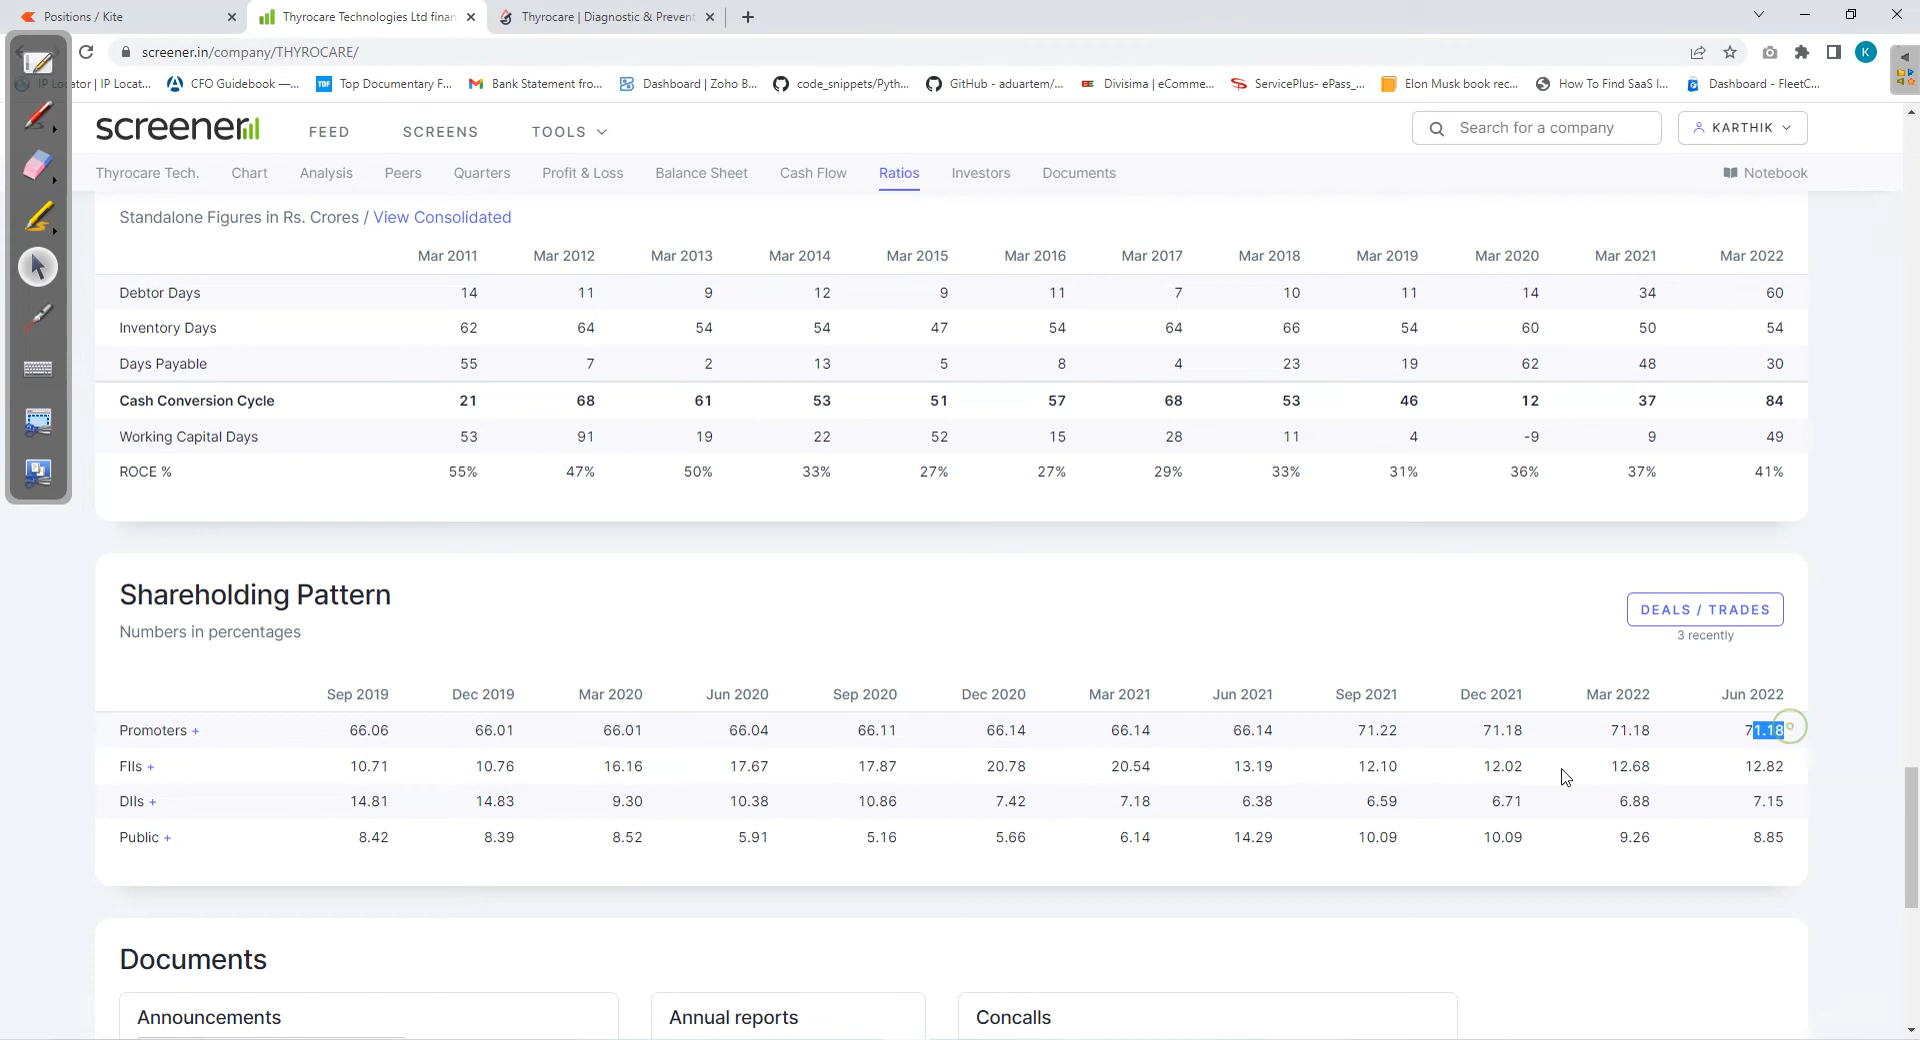 Positions / Kite
Thyrocare Technologies Ltd finan
Thyrocare | Diagnostic & Prevent
screener.in/company/THYROCARE/
K
IP Locator | IP Locat...
CFO Guidebook —...
TDF Top Documentary F...
Bank Statement fro...
Dashboard | Zoho B...
code_snippets/Pyth...
GitHub - aduartem/...
Divisima | eComme...
ServicePlus- ePass_...
Elon Musk book rec...
How To Find SaaS I...
Dashboard - FleetC...
screener
FEED SCREENS TOOLS
Search for a company
KARTHIK
Thyrocare Tech. Chart Analysis Peers Quarters Profit & Loss Balance Sheet Cash Flow Ratios Investors Documents Notebook
Standalone Figures in Rs. Crores / View Consolidated
Mar 2011 Mar 2012 Mar 2013 Mar 2014 Mar 2015 Mar 2016 Mar 2017 Mar 2018 Mar 2019 Mar 2020 Mar 2021 Mar 2022
Debtor Days 14 11 9 12 9 11 7 10 11 14 34 60
Inventory Days 62 64 54 54 47 54 64 66 54 60 50 54
Days Payable 55 7 2 13 5 8 4 23 19 62 48 30
Cash Conversion Cycle 21 68 61 53 51 57 68 53 46 12 37 84
Working Capital Days 53 91 19 22 52 15 28 11 4 -9 9 49
ROCE % 55% 47% 50% 33% 27% 27% 29% 33% 31% 36% 37% 41%
Shareholding Pattern
Numbers in percentages
DEALS / TRADES
3 recently
Sep 2019 Dec 2019 Mar 2020 Jun 2020 Sep 2020 Dec 2020 Mar 2021 Jun 2021 Sep 2021 Dec 2021 Mar 2022 Jun 2022
Promoters + 66.06 66.01 66.01 66.04 66.11 66.14 66.14 66.14 71.22 71.18 71.18 71.18
FIIs + 10.71 10.76 16.16 17.67 17.87 20.78 20.54 13.19 12.10 12.02 12.68 12.82
DIIs + 14.81 14.83 9.30 10.38 10.86 7.42 7.18 6.38 6.59 6.71 6.88 7.15
Public + 8.42 8.39 8.52 5.91 5.16 5.66 6.14 14.29 10.09 10.09 9.26 8.85
Documents
Announcements
Annual reports
Concalls